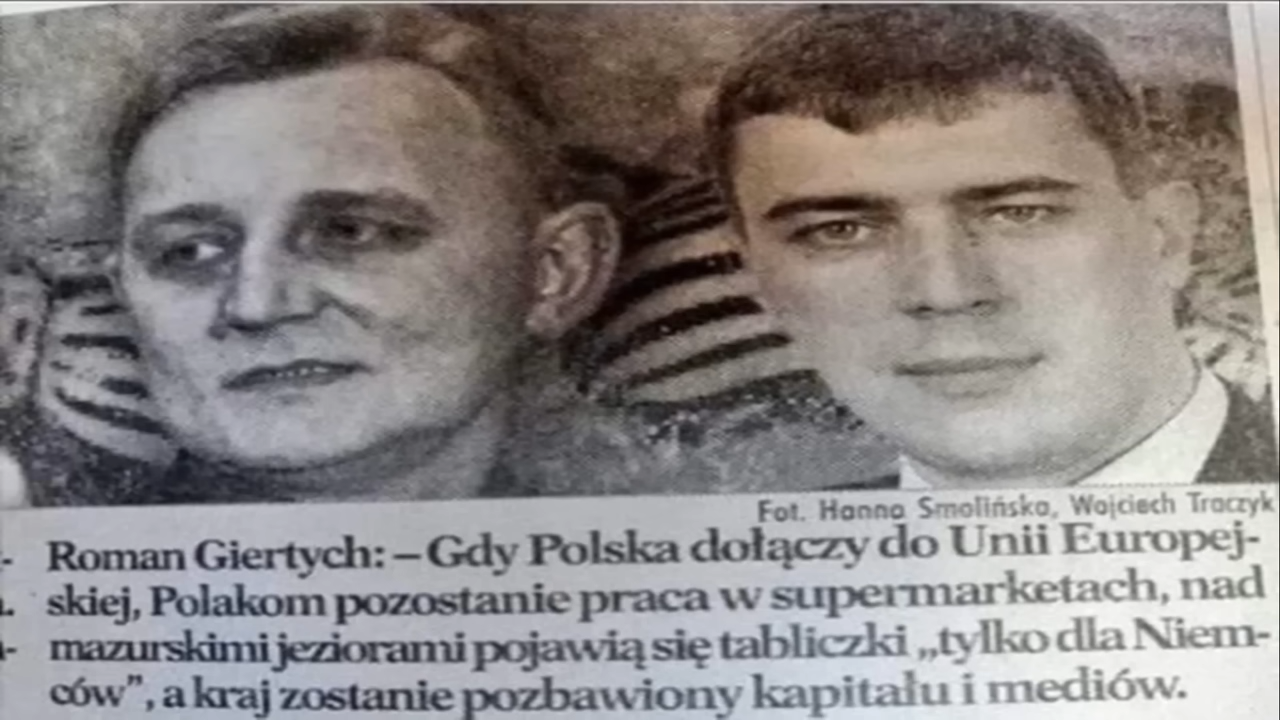 Fot. Hanna Smolińska, Wojciech Traczyk
Roman Giertych: – Gdy Polska dołączy do Unii Europej-
skiej, Polakom pozostanie praca w supermarketach, nad
mazurskimi jeziorami pojawią się tabliczki „tylko dla Niem-
ców”, a kraj zostanie pozbawiony kapitału i mediów.